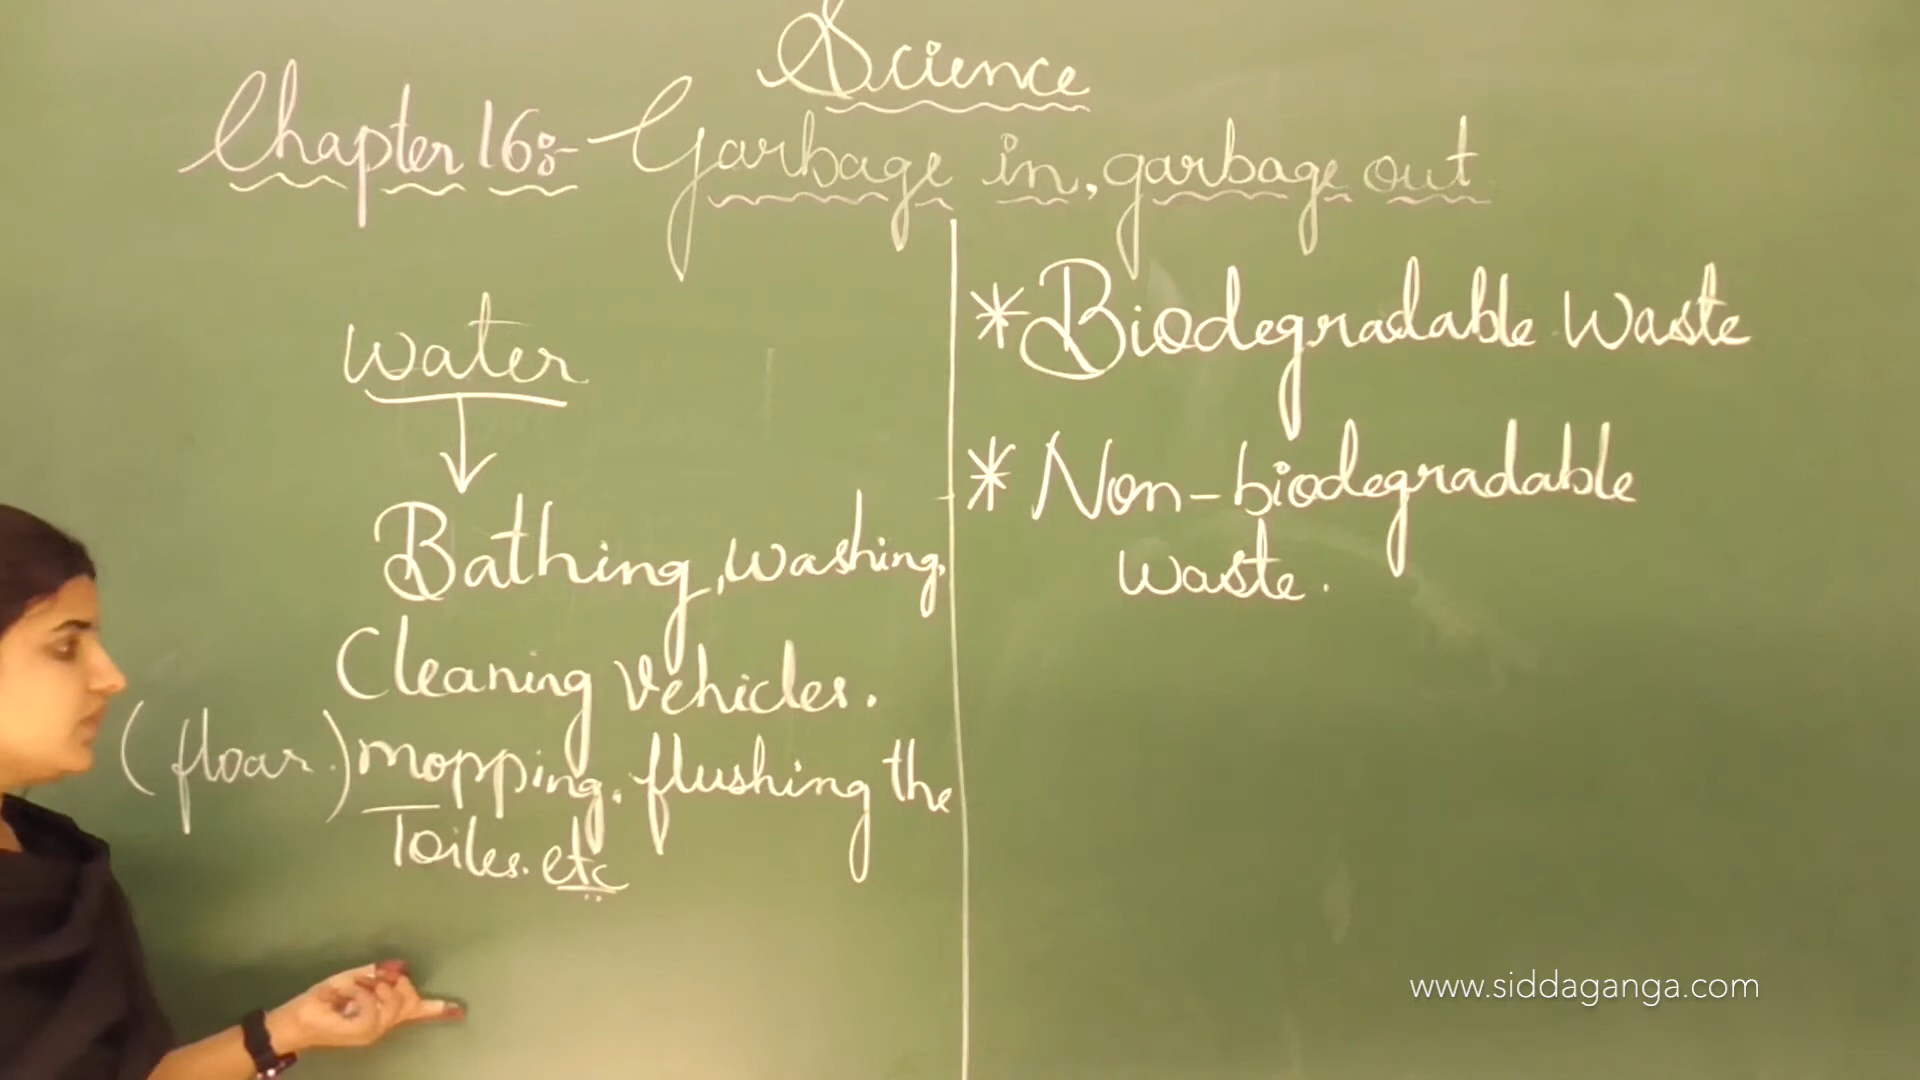 Science
Chapter 16:- Garbage in, garbage out
water
Bathing, washing,
Cleaning vehicles.
(floar.) mopping. flushing the
Toiles. etc
* Biodegradable waste
* Non-biodegradable
waste.
www.siddaganga.com